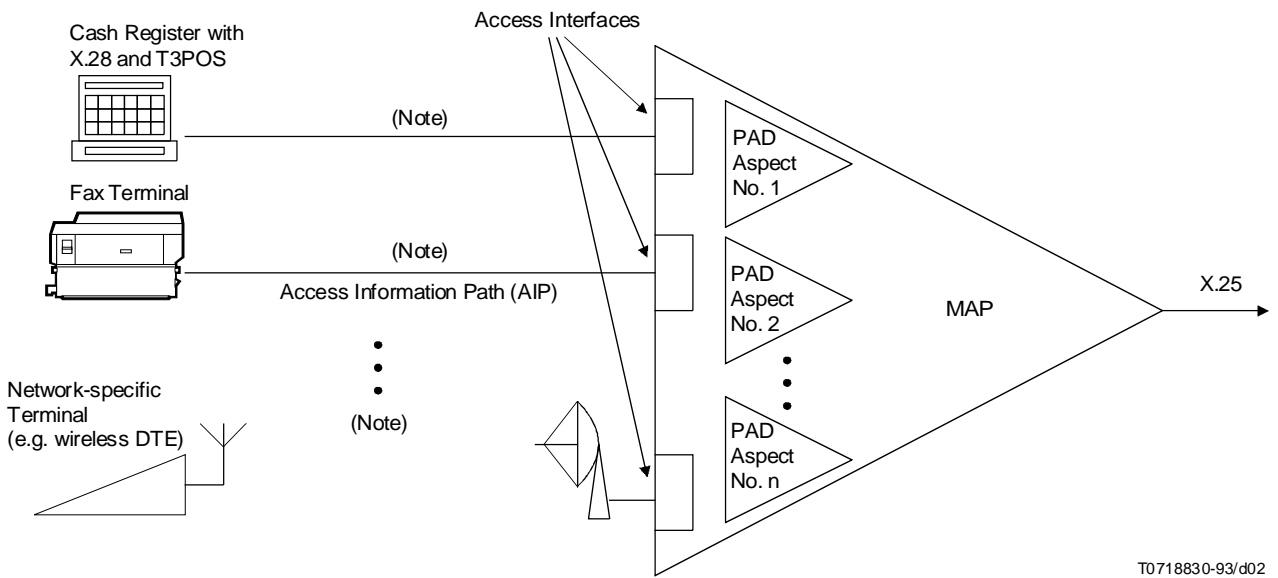 Access Interfaces
Cash Register with
X.28 and T3POS
(Note)
PAD
Aspect
No. 1
Fax Terminal
(Note)
Access Information Path (AIP)
PAD
Aspect
No. 2
MAP
X.25
Network-specific
Terminal
(e.g. wireless DTE)
(Note)
PAD
Aspect
No. n
T0718830-93/d02